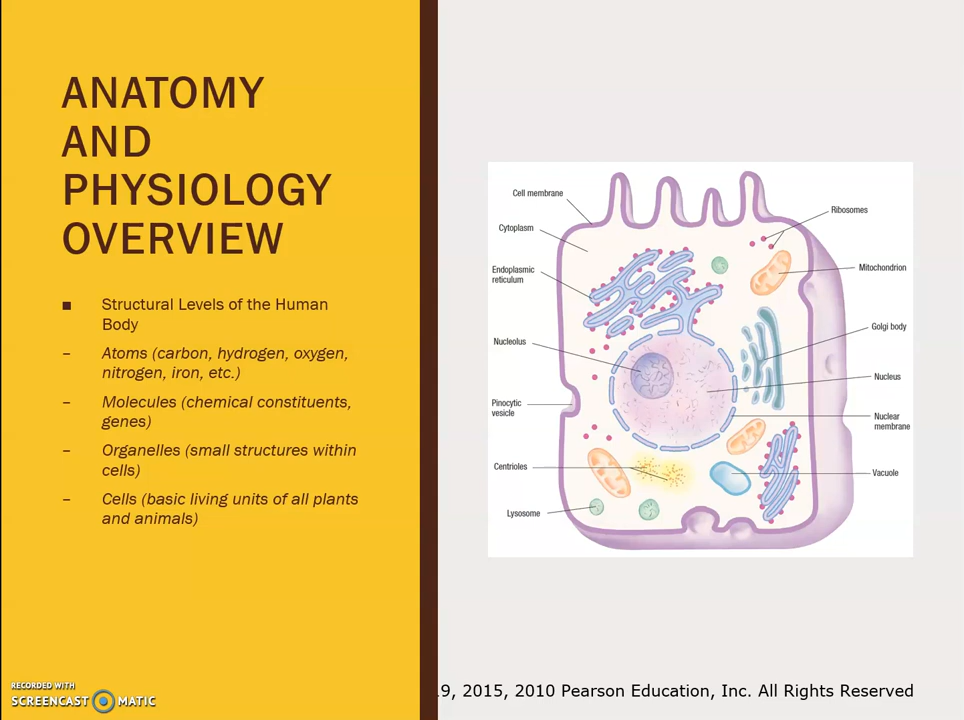 ANATOMY
AND
PHYSIOLOGY
OVERVIEW
■ Structural Levels of the Human
Body
– Atoms (carbon, hydrogen, oxygen,
nitrogen, iron, etc.)
– Molecules (chemical constituents,
genes)
– Organelles (small structures within
cells)
– Cells (basic living units of all plants
and animals)
Cell membrane
Cytoplasm
Endoplasmic
reticulum
Nucleolus
Pinocytic
vesicle
Centrioles
Lysosome
Ribosomes
Mitochondrion
Golgi body
Nucleus
Nuclear
membrane
Vacuole
RECORDED WITH
SCREENCAST MATIC
9, 2015, 2010 Pearson Education, Inc. All Rights Reserved